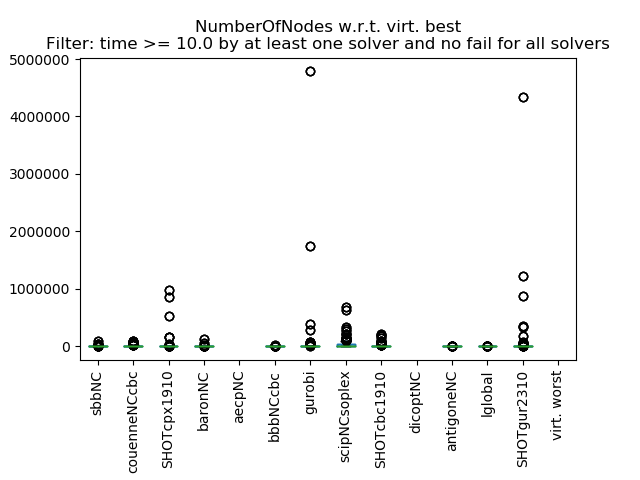 NumberOfNodes w.r.t. virt. best
Filter: time >= 10.0 by at least one solver and no fail for all solvers
5000000
4000000
3000000
2000000
1000000
0
sbbNC
couenneNCcbc
SHOTcpx1910
baronNC
aecpNC
bbbNCcbc
gurobi
scipNCsoplex
SHOTcbc1910
dicoptNC
antigoneNC
lglobal
SHOTgur2310
virt. worst